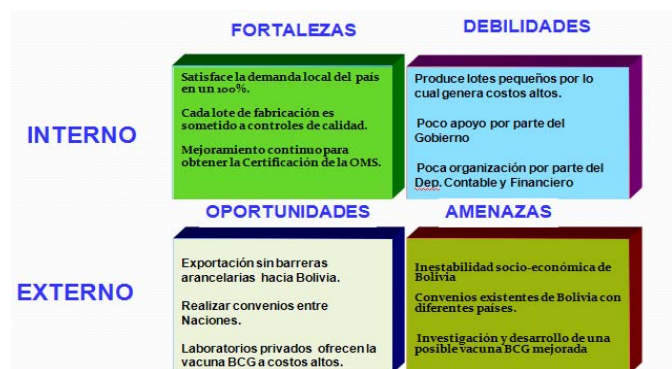 FORTALEZAS
DEBILIDADES
INTERNO
Satisface la demanda local del país
en un 100%.
Cada lote de fabricación es
sometido a controles de calidad.
Mejoramiento continuo para
obtener la Certificación de la OMS.
Produce lotes pequeños por lo
cual genera costos altos.
Poco apoyo por parte del
Gobierno
Poca organización por parte del
Dep. Contable y Financiero
OPORTUNIDADES
AMENAZAS
EXTERNO
Exportación sin barreras
arancelarias hacia Bolivia.
Realizar convenios entre
Naciones.
Laboratorios privados ofrecen la
vacuna BCG a costos altos.
Inestabilidad socio-económica de
Bolivia
Convenios existentes de Bolivia con
diferentes países.
Investigación y desarrollo de una
posible vacuna BCG mejorada